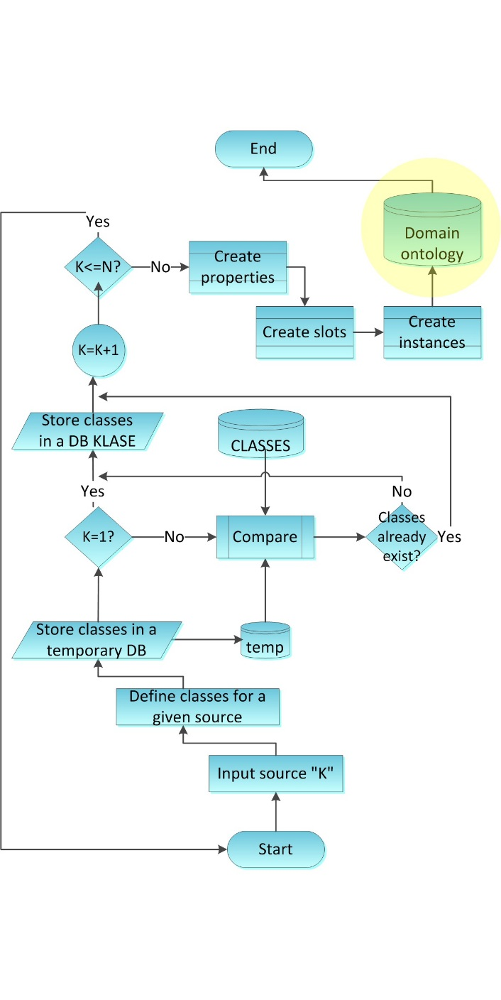 End
Domain
ontology
Yes
K<=N?
No
Create
properties
Create slots
Create
instances
K=K+1
Store classes
in a DB KLASE
CLASSES
Yes
No
K=1?
No
Compare
Classes
already
exist?
Yes
Store classes in a
temporary DB
temp
Define classes for a
given source
Input source "K"
Start